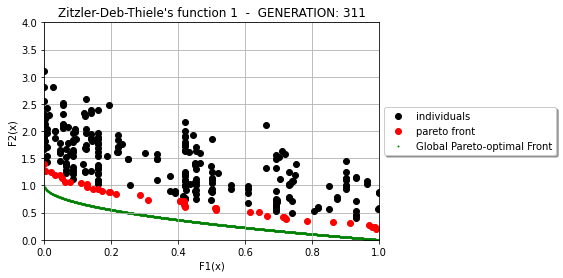 Zitzler-Deb-Thiele's function 1 - GENERATION: 311
4.0
3.5
3.0
2.5
2.0
1.5
1.0
0.5
0.0
F2(x)
0.0 0.2 0.4 0.6 0.8 1.0
F1(x)
individuals
pareto front
Global Pareto-optimal Front